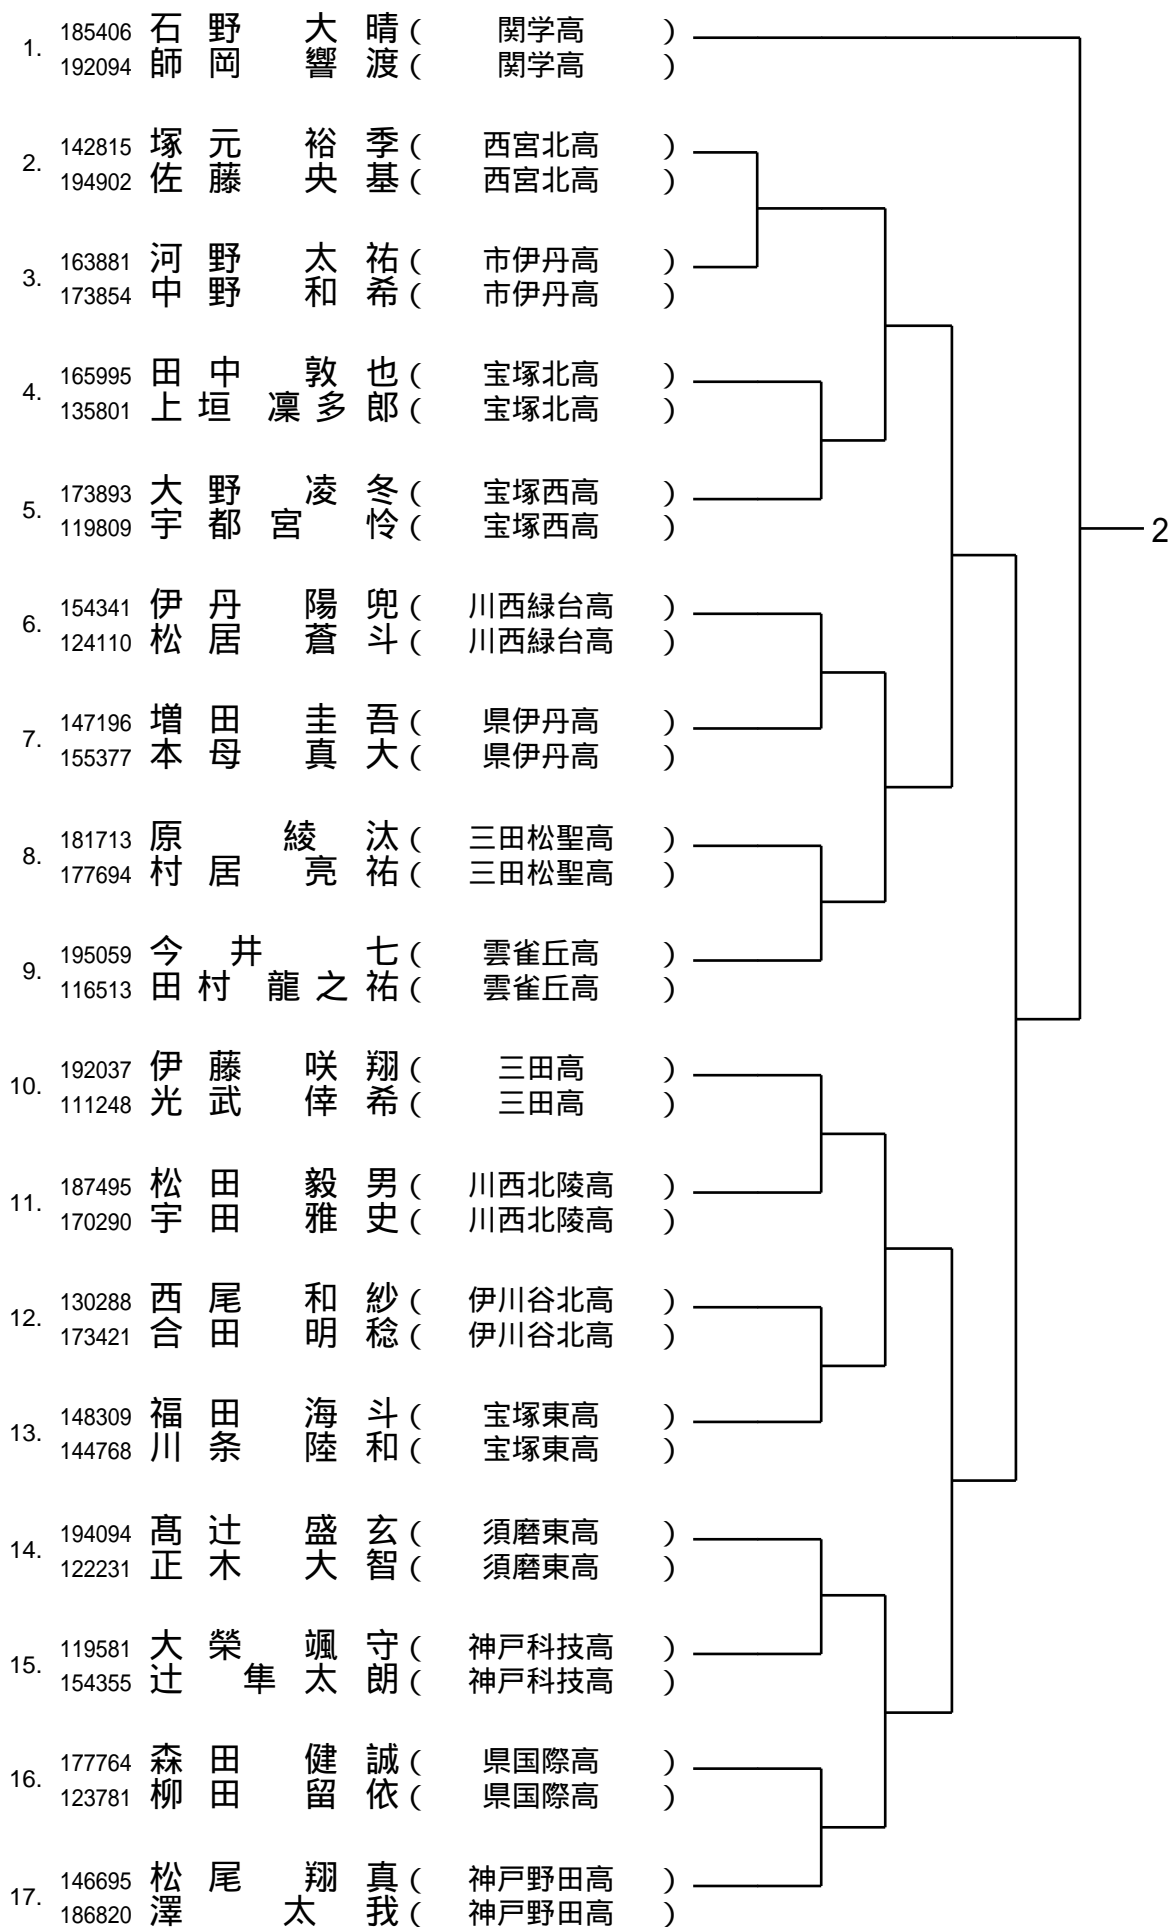 1. 185406 石野 大晴 ( 関学高 )
192094 師岡 響渡 ( 関学高 )
2. 142815 塚元 裕季 ( 西宮北高 )
194902 佐藤 央基 ( 西宮北高 )
3. 163881 河野 太祐 ( 市伊丹高 )
173854 中野 和希 ( 市伊丹高 )
4. 165995 田中 敦也 ( 宝塚北高 )
135801 上垣 凜多郎 ( 宝塚北高 )
5. 173893 大野 凌冬 ( 宝塚西高 )
119809 宇都宮 怜 ( 宝塚西高 )
2
6. 154341 伊丹 陽兜 ( 川西緑台高 )
124110 松居 蒼斗 ( 川西緑台高 )
7. 147196 増田 圭吾 ( 県伊丹高 )
155377 本母 真大 ( 県伊丹高 )
8. 181713 原 綾汰 ( 三田松聖高 )
177694 村居 亮祐 ( 三田松聖高 )
9. 195059 今井 七 ( 雲雀丘高 )
116513 田村 龍之祐 ( 雲雀丘高 )
10. 192037 伊藤 咲翔 ( 三田高 )
111248 光武 倖希 ( 三田高 )
11. 187495 松田 毅男 ( 川西北陵高 )
170290 宇田 雅史 ( 川西北陵高 )
12. 130288 西尾 和紗 ( 伊川谷北高 )
173421 合田 明稔 ( 伊川谷北高 )
13. 148309 福田 海斗 ( 宝塚東高 )
144768 川条 陸和 ( 宝塚東高 )
14. 194094 髙辻 盛玄 ( 須磨東高 )
122231 正木 大智 ( 須磨東高 )
15. 119581 大榮 颯守 ( 神戸科技高 )
154355 辻 隼太朗 ( 神戸科技高 )
16. 177764 森田 健誠 ( 県国際高 )
123781 柳田 留依 ( 県国際高 )
17. 146695 松尾 翔真 ( 神戸野田高 )
186820 澤 太我 ( 神戸野田高 )